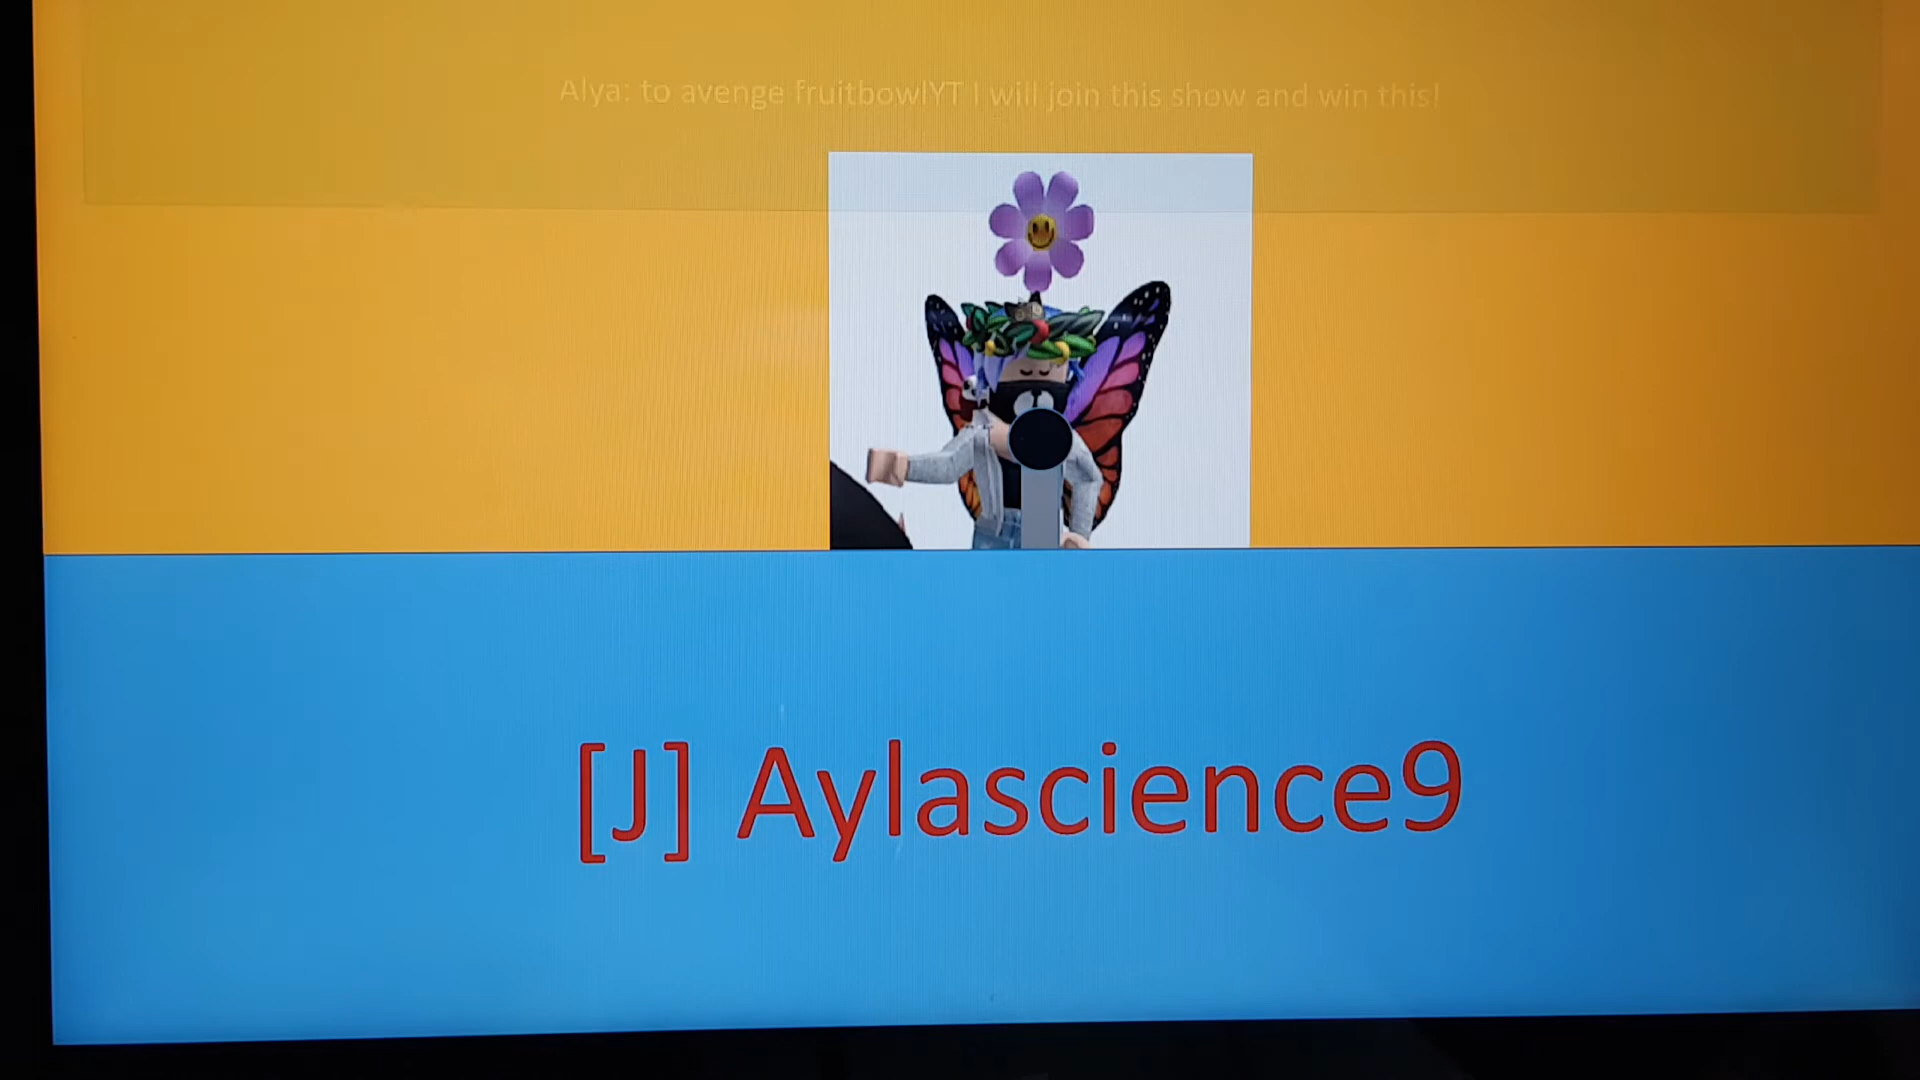 Alya: to avenge fruitbowlYT I will join this show and win this!
[J] Aylascience9